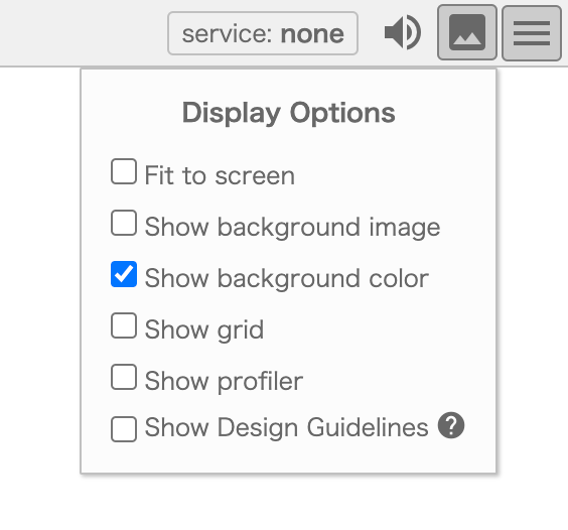 service: none
Display Options
Fit to screen
Show background image
Show background color
Show grid
Show profiler
Show Design Guidelines ?